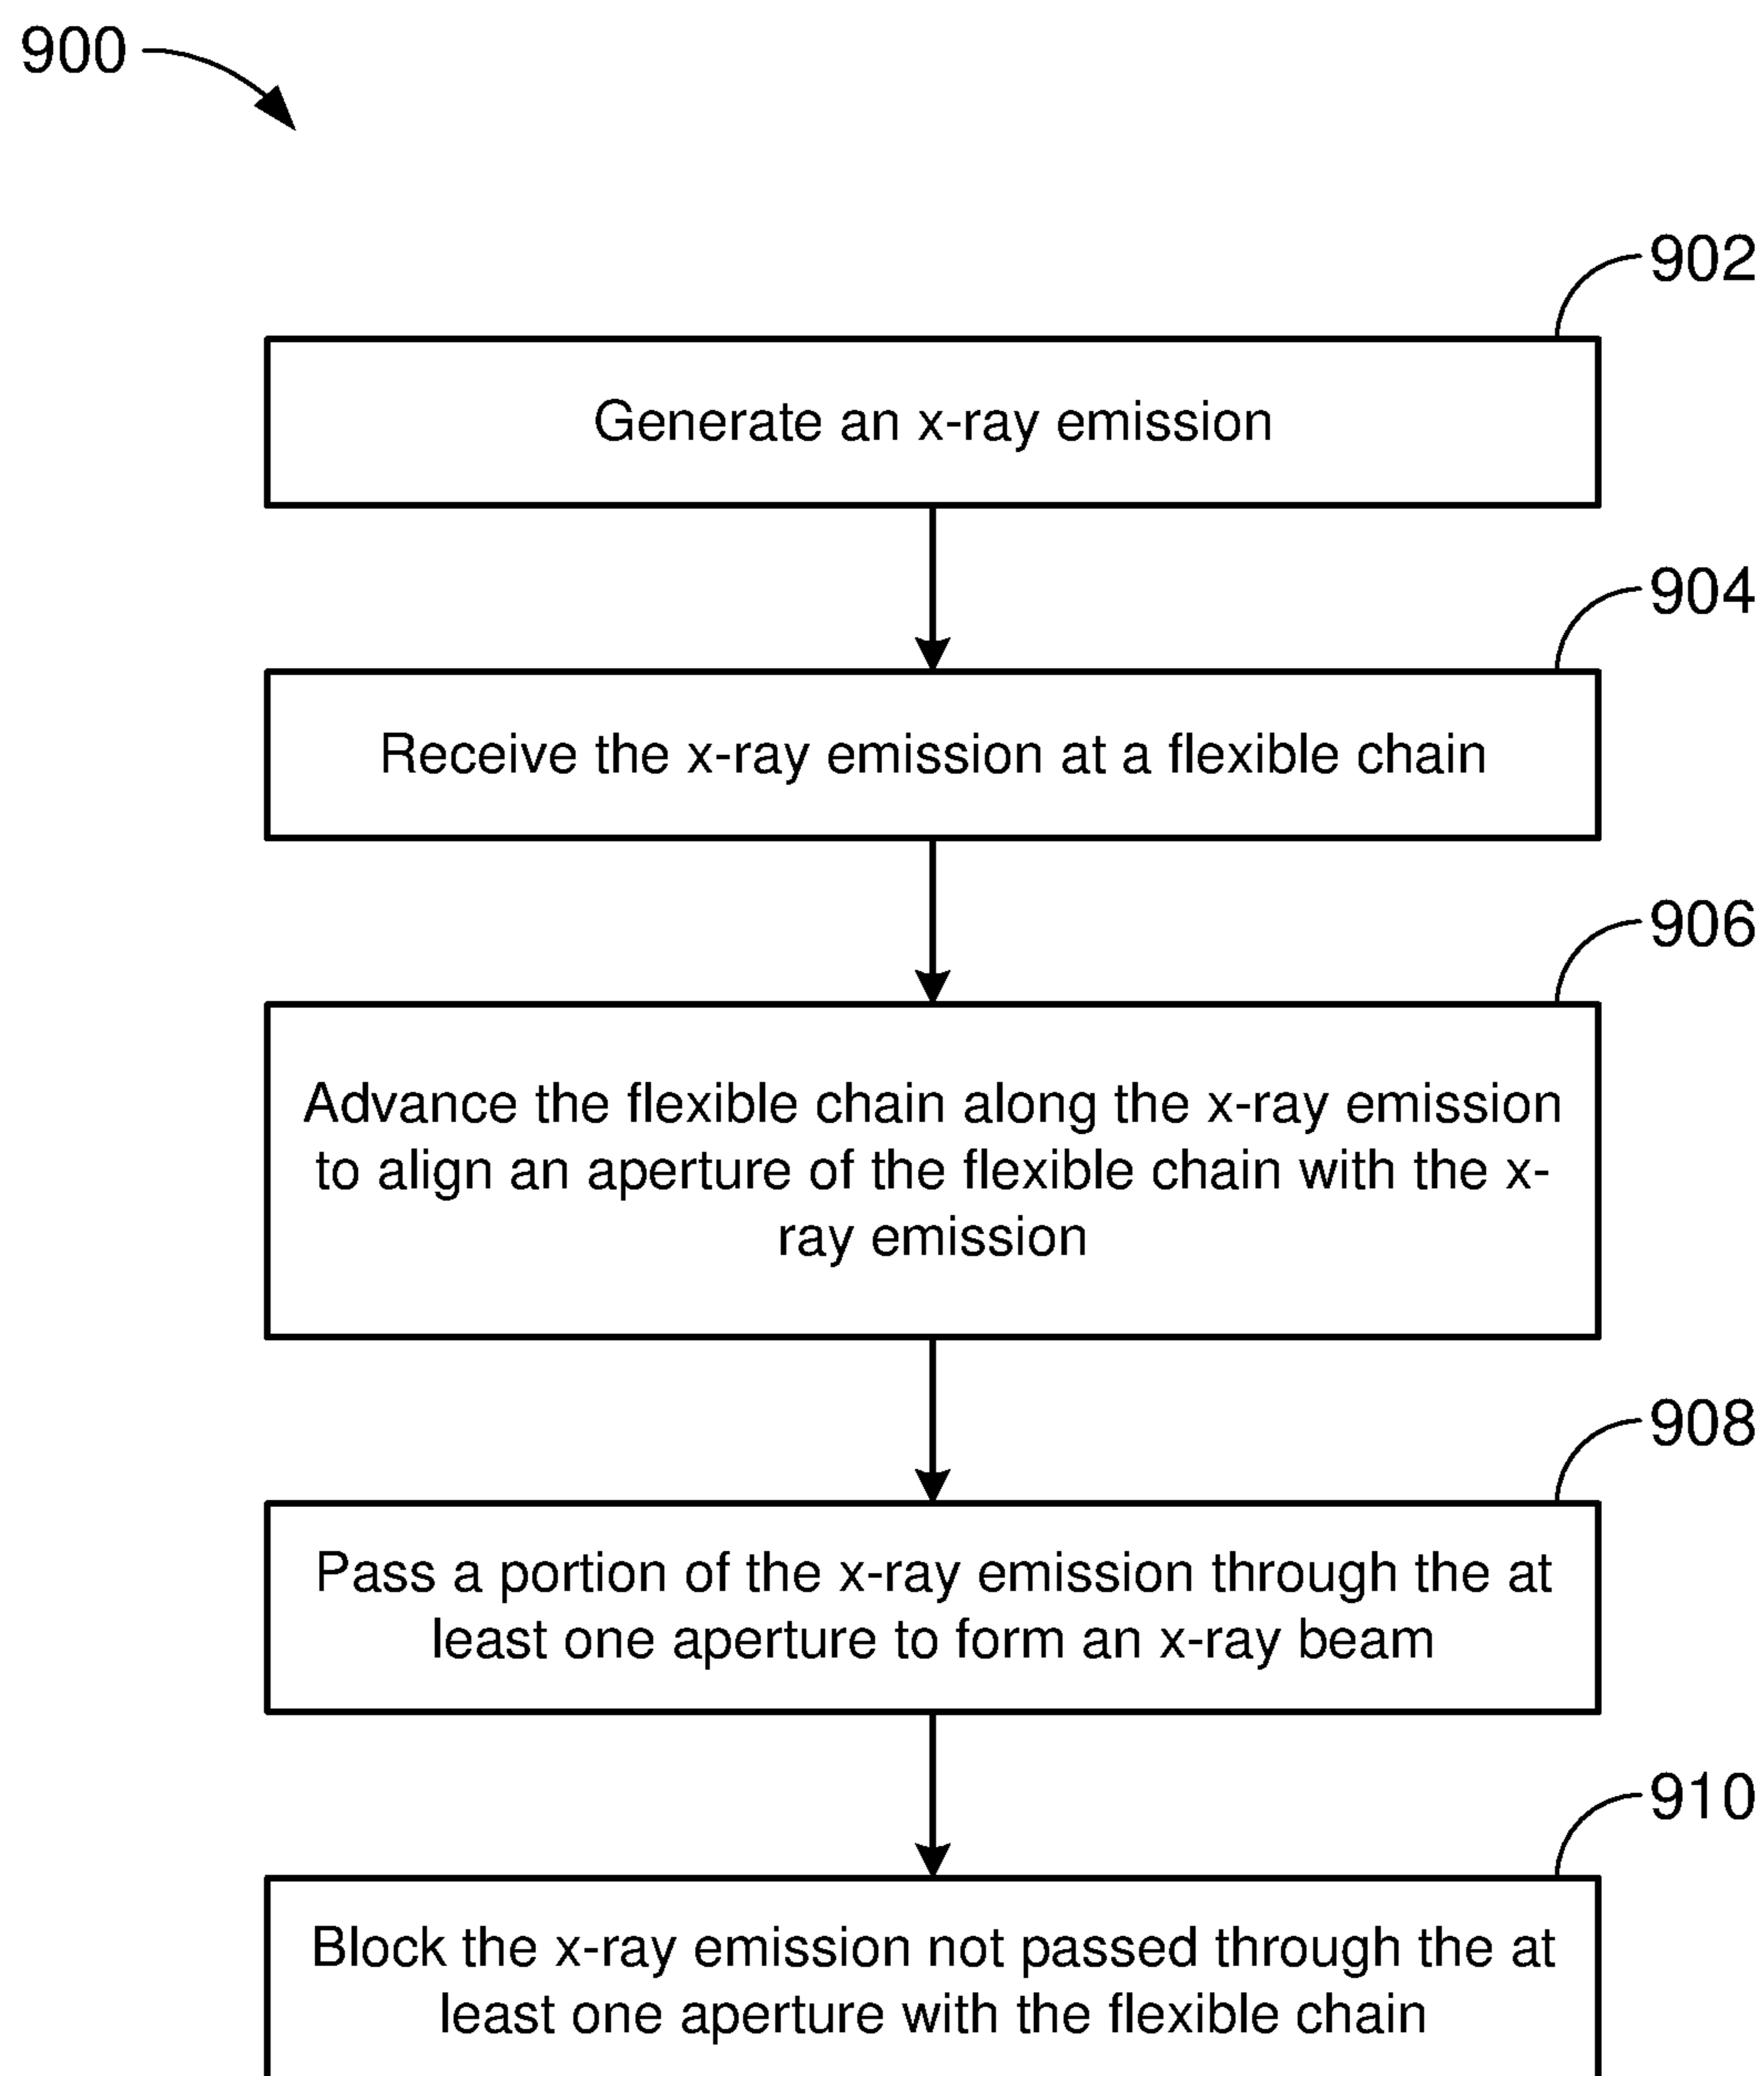 900
902
Generate an x-ray emission
904
Receive the x-ray emission at a flexible chain
906
Advance the flexible chain along the x-ray emission
to align an aperture of the flexible chain with the x-
ray emission
908
Pass a portion of the x-ray emission through the at
least one aperture to form an x-ray beam
910
Block the x-ray emission not passed through the at
least one aperture with the flexible chain